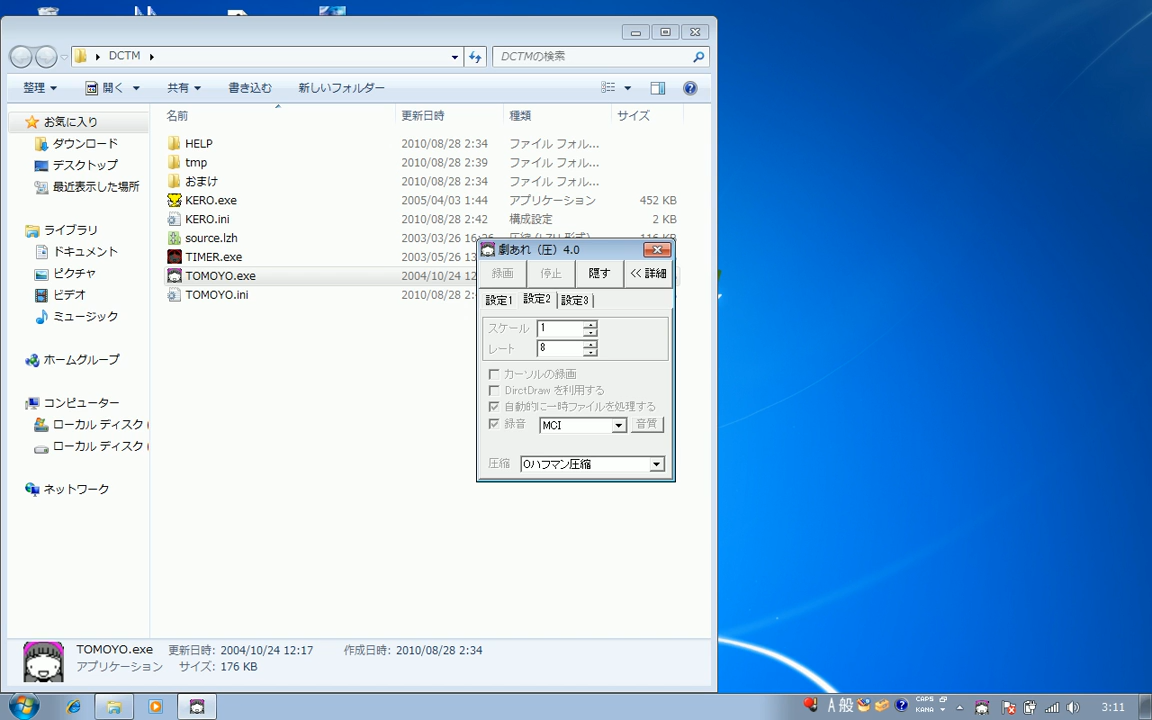 DCTM
DCTMの検索
整理
開く
共有
書き込む
新しいフォルダー
お気に入り
ダウンロード
デスクトップ
最近表示した場所
ライブラリ
ドキュメント
ピクチャ
ビデオ
ミュージック
ホームグループ
コンピューター
ローカル ディスク (
ローカル ディスク (
ネットワーク
名前 更新日時 種類 サイズ
HELP 2010/08/28 2:34 ファイル フォル...
tmp 2010/08/28 2:39 ファイル フォル...
おまけ 2010/08/28 2:34 ファイル フォル...
KERO.exe 2005/04/03 1:44 アプリケーション 452 KB
KERO.ini 2010/08/28 2:42 構成設定 2 KB
source.lzh 2003/03/26 16:
TIMER.exe 2003/05/26 13
TOMOYO.exe 2004/10/24 12
TOMOYO.ini 2010/08/28 2:
劇あれ（圧）4.0
録画 停止 隠す << 詳細
設定1 設定2 設定3
スケール 1
レート 8
カーソルの録画
DirctDraw を利用する
自動的に一時ファイルを処理する
録音 MCI 音質
圧縮 0ハフマン圧縮
TOMOYO.exe 更新日時: 2004/10/24 12:17 作成日時: 2010/08/28 2:34
アプリケーション サイズ: 176 KB
A 般 CAPS KANA 3:11